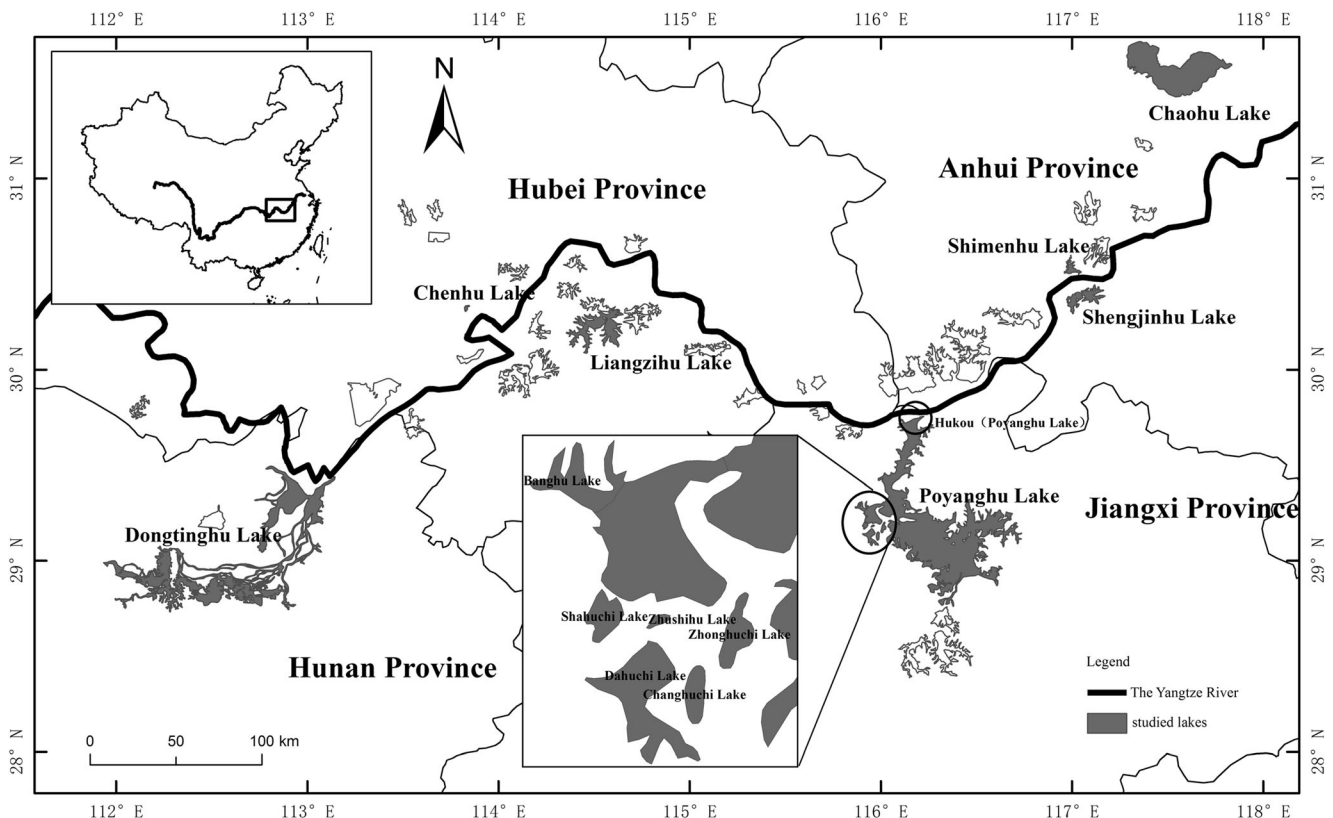 112° E
113° E
114° E
115° E
116° E
117° E
118° E
N
Chaohu Lake
31° N
31° N
Hubei Province
Anhui Province
Shimenhu Lake
Chenhu Lake
Shengjinhu Lake
Liangzihu Lake
30° N
30° N
Hukou（Poyanghu Lake）
Banghu Lake
Poyanghu Lake
Jiangxi Province
Dongtinghu Lake
29° N
29° N
Shahuchi Lake
Zhushihu Lake
Zhonghuchi Lake
Hunan Province
Dahuchi Lake
Changhuchi Lake
Legend
The Yangtze River
studied lakes
0 50 100 km
28° N
28° N
112° E
113° E
114° E
115° E
116° E
117° E
118° E